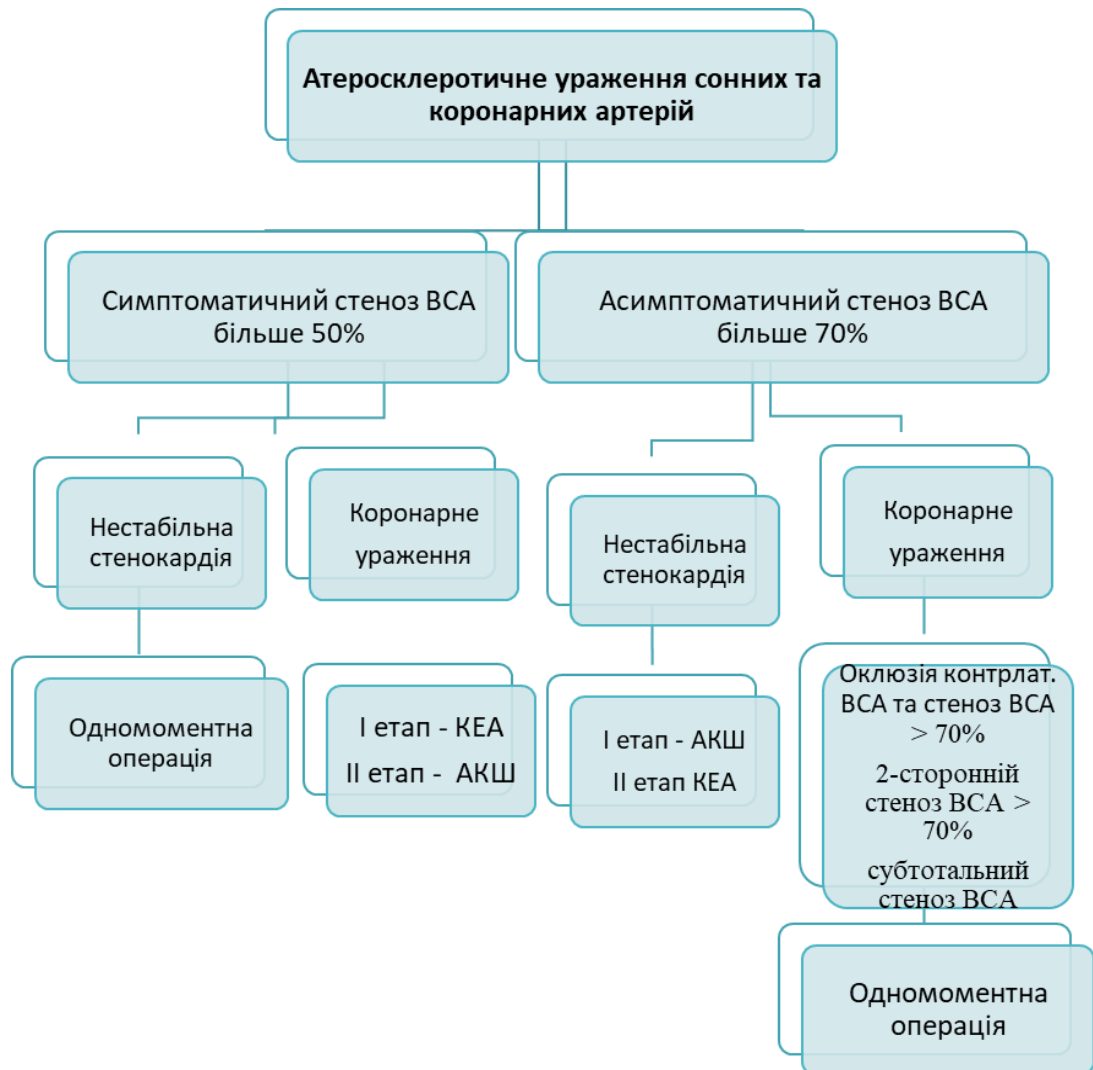 Атеросклеротичне ураження сонних та
коронарних артерій
Симптоматичний стеноз ВСА
більше 50%
Асимптоматичний стеноз ВСА
більше 70%
Нестабільна
стенокардія
Коронарне
ураження
Нестабільна
стенокардія
Коронарне
ураження
Одномоментна
операція
І етап - КЕА
ІІ етап -  АКШ
І етап - АКШ
ІІ етап КЕА
Оклюзія контрлат.
ВСА та стеноз ВСА
> 70%
2-сторонній
стеноз ВСА >
70%
субтотальний
стеноз ВСА
Одномоментна
операція